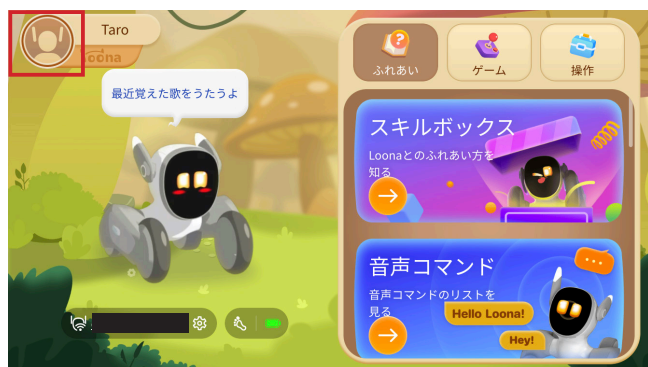 Taro
Loona
最近覚えた歌をうたうよ
ふれあい
ゲーム
操作
スキルボックス
Loonaとのふれあい方を
知る
音声コマンド
音声コマンドのリストを
見る
Hello Loona!
Hey!